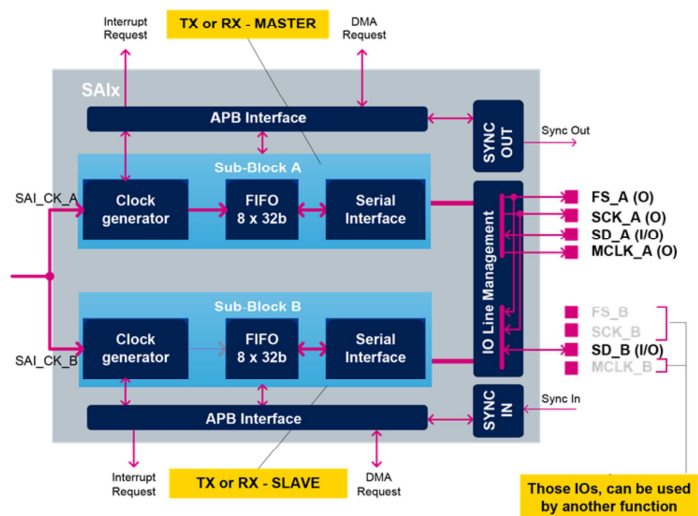 Interrupt
Request
TX or RX - MASTER
DMA
Request
SAIx
APB Interface
SYNC
OUT
Sync Out
Sub-Block A
SAI_CK_A
Clock
generator
FIFO
8 x 32b
Serial
Interface
IO Line Management
FS_A (O)
SCK_A (O)
SD_A (I/O)
MCLK_A (O)
Sub-Block B
SAI_CK_B
Clock
generator
FIFO
8 x 32b
Serial
Interface
FS_B
SCK_B
SD_B (I/O)
MCLK_B
APB Interface
SYNC
IN
Sync In
Interrupt
Request
TX or RX - SLAVE
DMA
Request
Those IOs, can be used
by another function